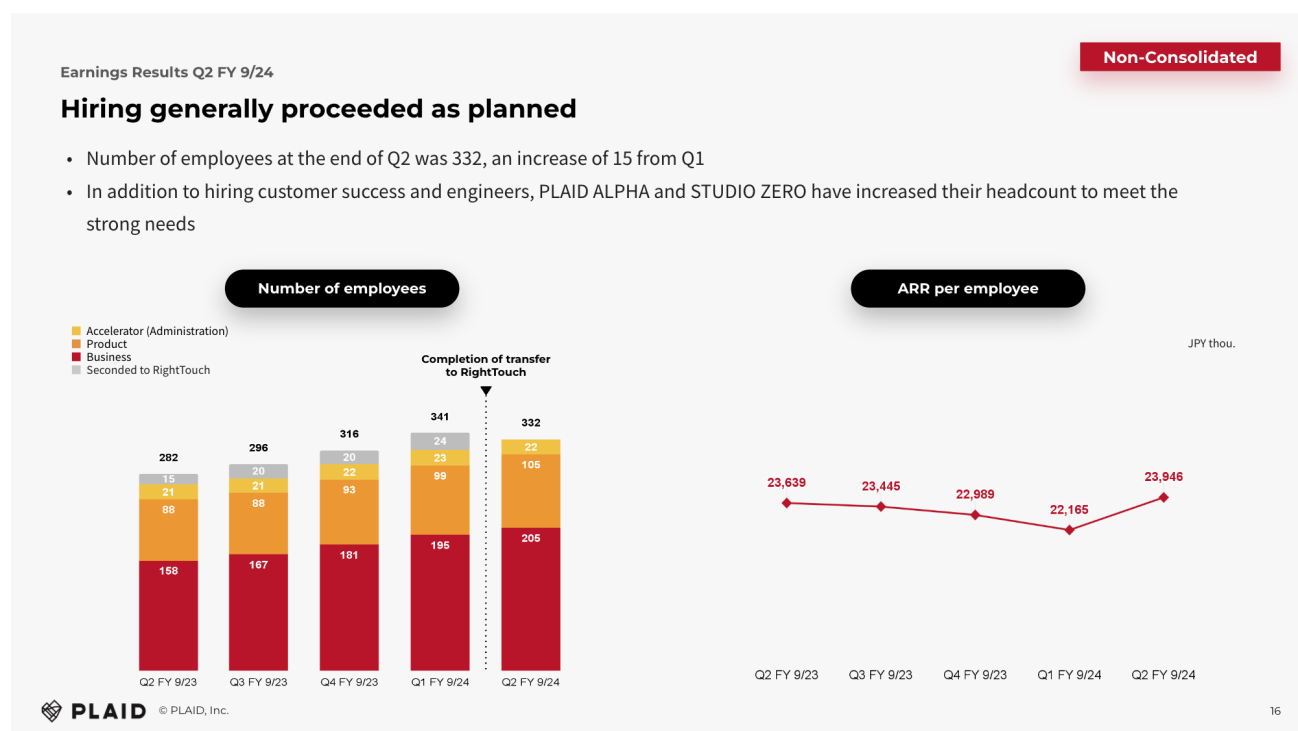 Non-Consolidated
Earnings Results Q2 FY 9/24
Hiring generally proceeded as planned
• Number of employees at the end of Q2 was 332, an increase of 15 from Q1
• In addition to hiring customer success and engineers, PLAID ALPHA and STUDIO ZERO have increased their headcount to meet the
strong needs
Number of employees
Accelerator (Administration)
Product
Business
Seconded to RightTouch
Completion of transfer
to RightTouch
282
15
21
88
158
296
20
21
88
167
316
20
22
93
181
341
24
23
99
195
332
22
105
205
Q2 FY 9/23
Q3 FY 9/23
Q4 FY 9/23
Q1 FY 9/24
Q2 FY 9/24
ARR per employee
JPY thou.
23,639
23,445
22,989
22,165
23,946
Q2 FY 9/23
Q3 FY 9/23
Q4 FY 9/23
Q1 FY 9/24
Q2 FY 9/24
PLAID © PLAID, Inc.
16